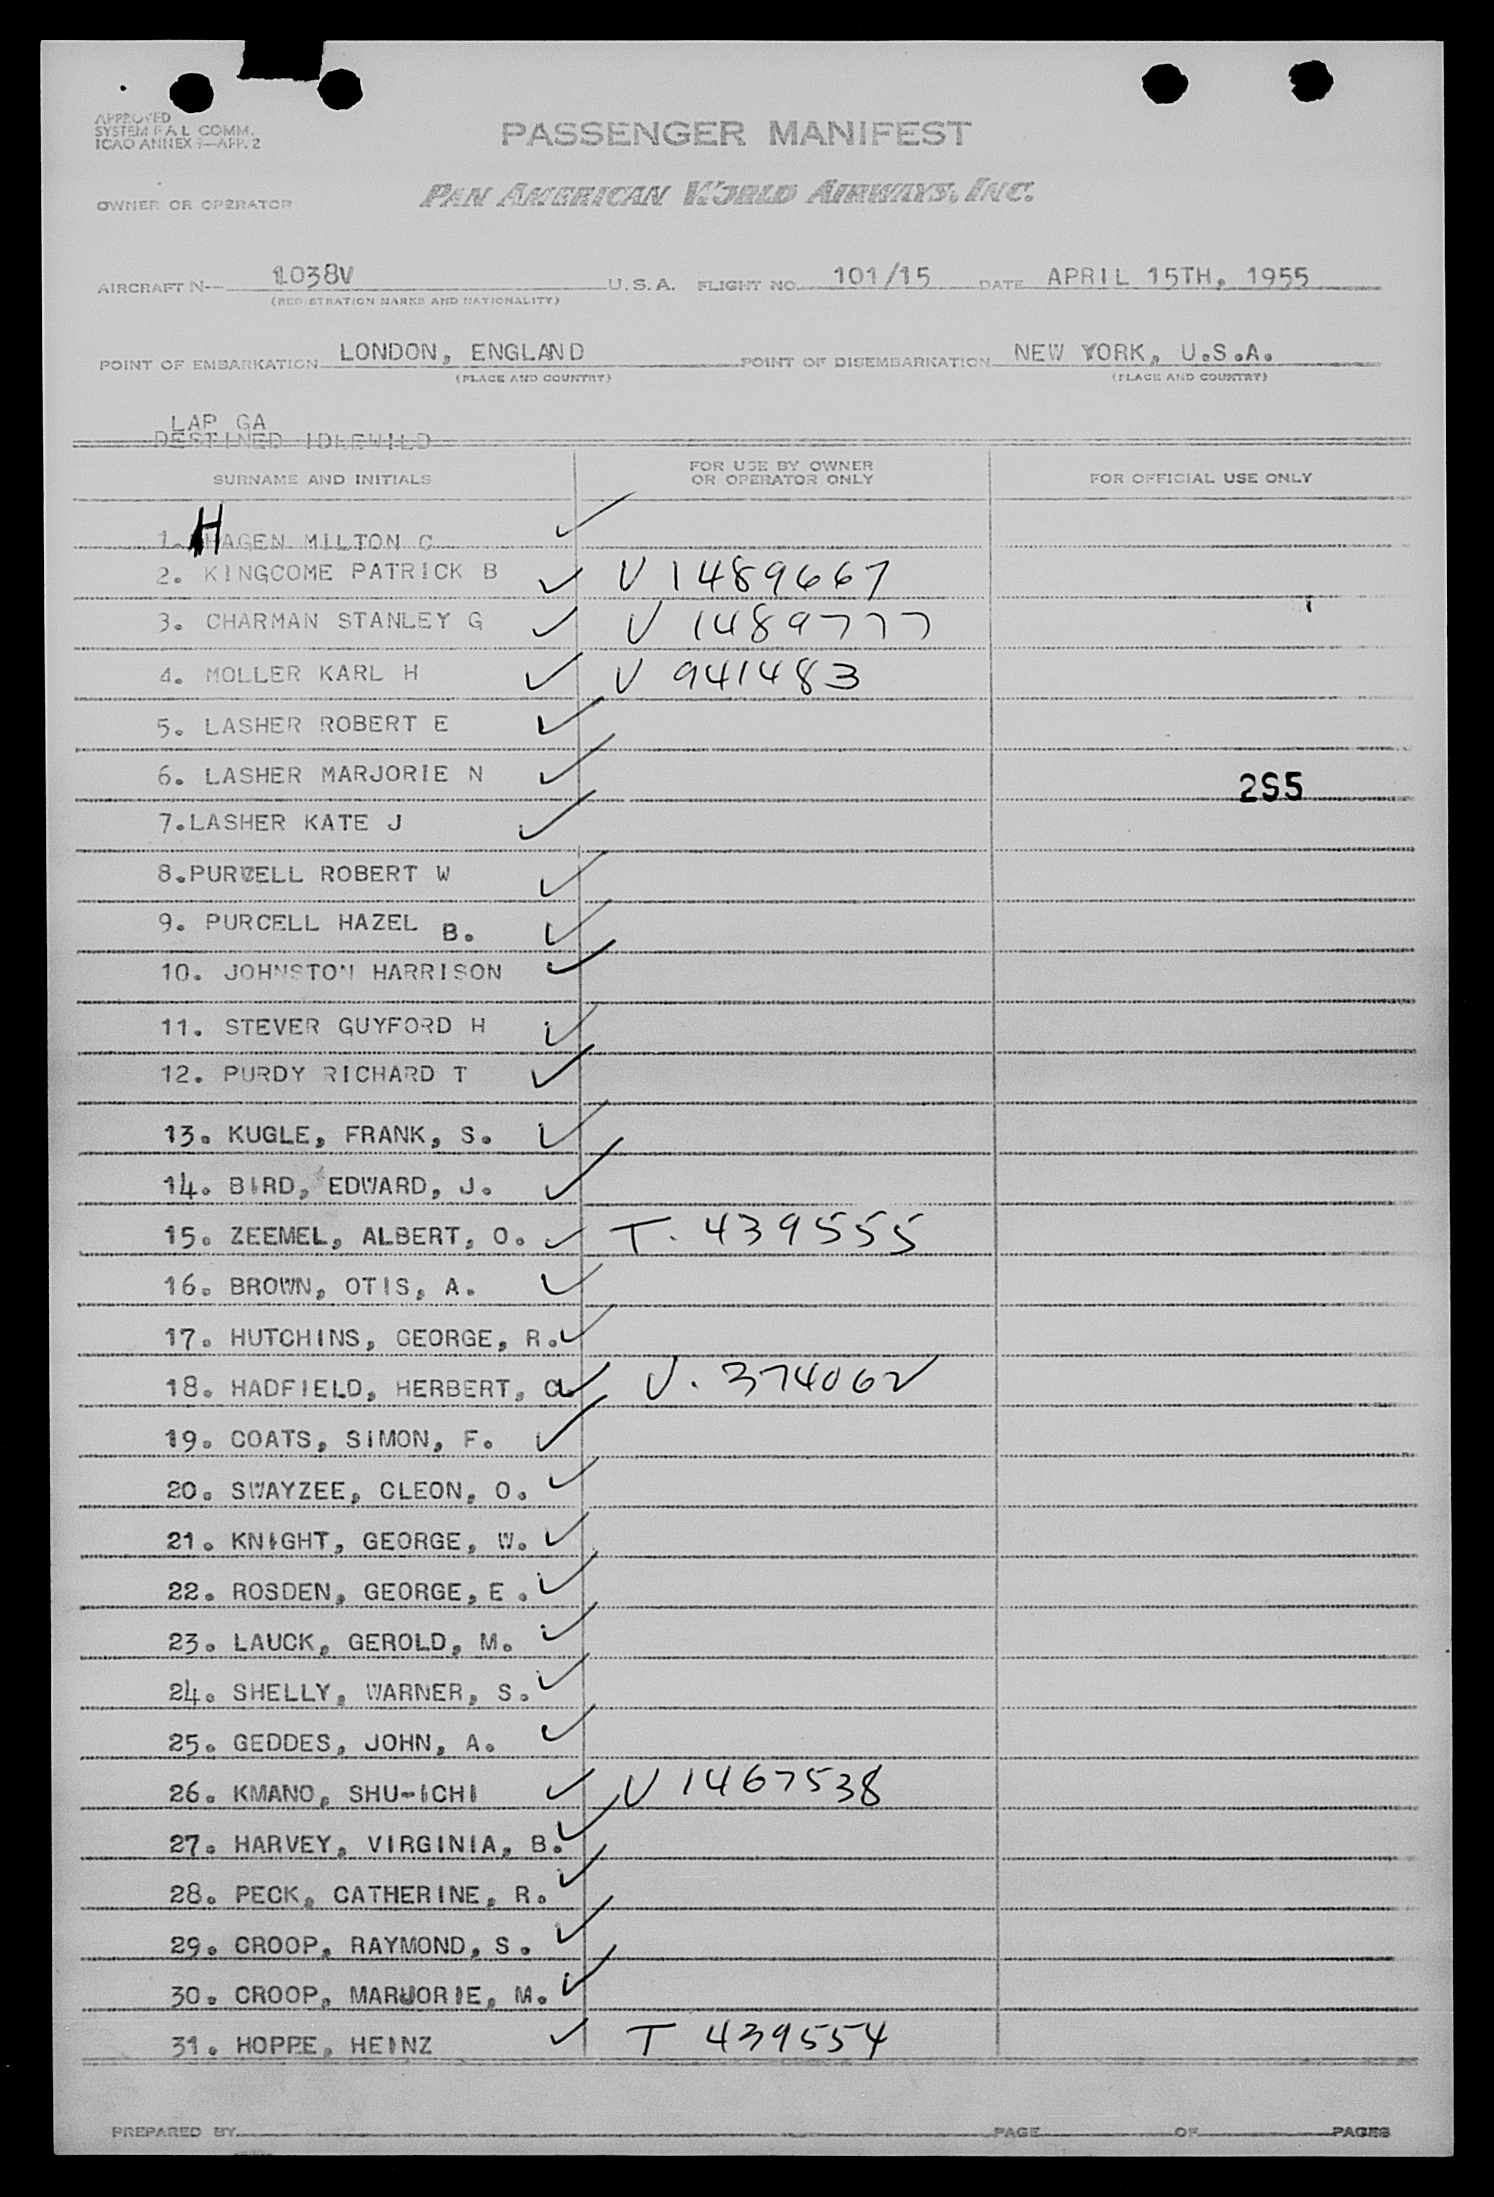 APPROVED
SYSTEM F A L COMM.
ICAO ANNEX 9—APP. 2
PASSENGER MANIFEST
OWNER OR OPERATOR PAN AMERICAN WORLD AIRWAYS, INC.
AIRCRAFT N— 1038V U.S.A. FLIGHT NO. 101/15 DATE APRIL 15TH, 1955
(REGISTRATION MARKS AND NATIONALITY)
POINT OF EMBARKATION LONDON, ENGLAND POINT OF DISEMBARKATION NEW YORK, U.S.A.
(PLACE AND COUNTRY) (PLACE AND COUNTRY)
LAP GA
DESTINED IDLEWILD
SURNAME AND INITIALS FOR USE BY OWNER OR OPERATOR ONLY FOR OFFICIAL USE ONLY
1. HAGEN MILTON C ✓
2. KINGCOME PATRICK B ✓ V 1489667
3. CHARMAN STANLEY G ✓ V 1489777
4. MOLLER KARL H ✓ V 941483
5. LASHER ROBERT E ✓
6. LASHER MARJORIE N ✓ 2S5
7.LASHER KATE J ✓
8.PURCELL ROBERT W ✓
9. PURCELL HAZEL B. ✓
10. JOHNSTON HARRISON ✓
11. STEVER GUYFORD H ✓
12. PURDY RICHARD T ✓
13. KUGLE, FRANK, S. ✓
14. BIRD, EDWARD, J. ✓
15. ZEEMEL, ALBERT, O. ✓ T. 439555
16. BROWN, OTIS, A. ✓
17. HUTCHINS, GEORGE, R. ✓
18. HADFIELD, HERBERT, ✓ V. 374062
19. COATS, SIMON, F. ✓
20. SWAYZEE, CLEON, O. ✓
21. KNIGHT, GEORGE, W. ✓
22. ROSDEN, GEORGE, E. ✓
23. LAUCK, GEROLD, M. ✓
24. SHELLY, WARNER, S. ✓
25. GEDDES, JOHN, A. ✓
26. KMANO, SHU-ICHI ✓ V 1467538
27. HARVEY, VIRGINIA, B. ✓
28. PECK, CATHERINE, R. ✓
29. CROOP, RAYMOND, S. ✓
30. CROOP, MARJORIE, M. ✓
31. HOPPE, HEINZ ✓ T 439554
PREPARED BY PAGE OF PAGES